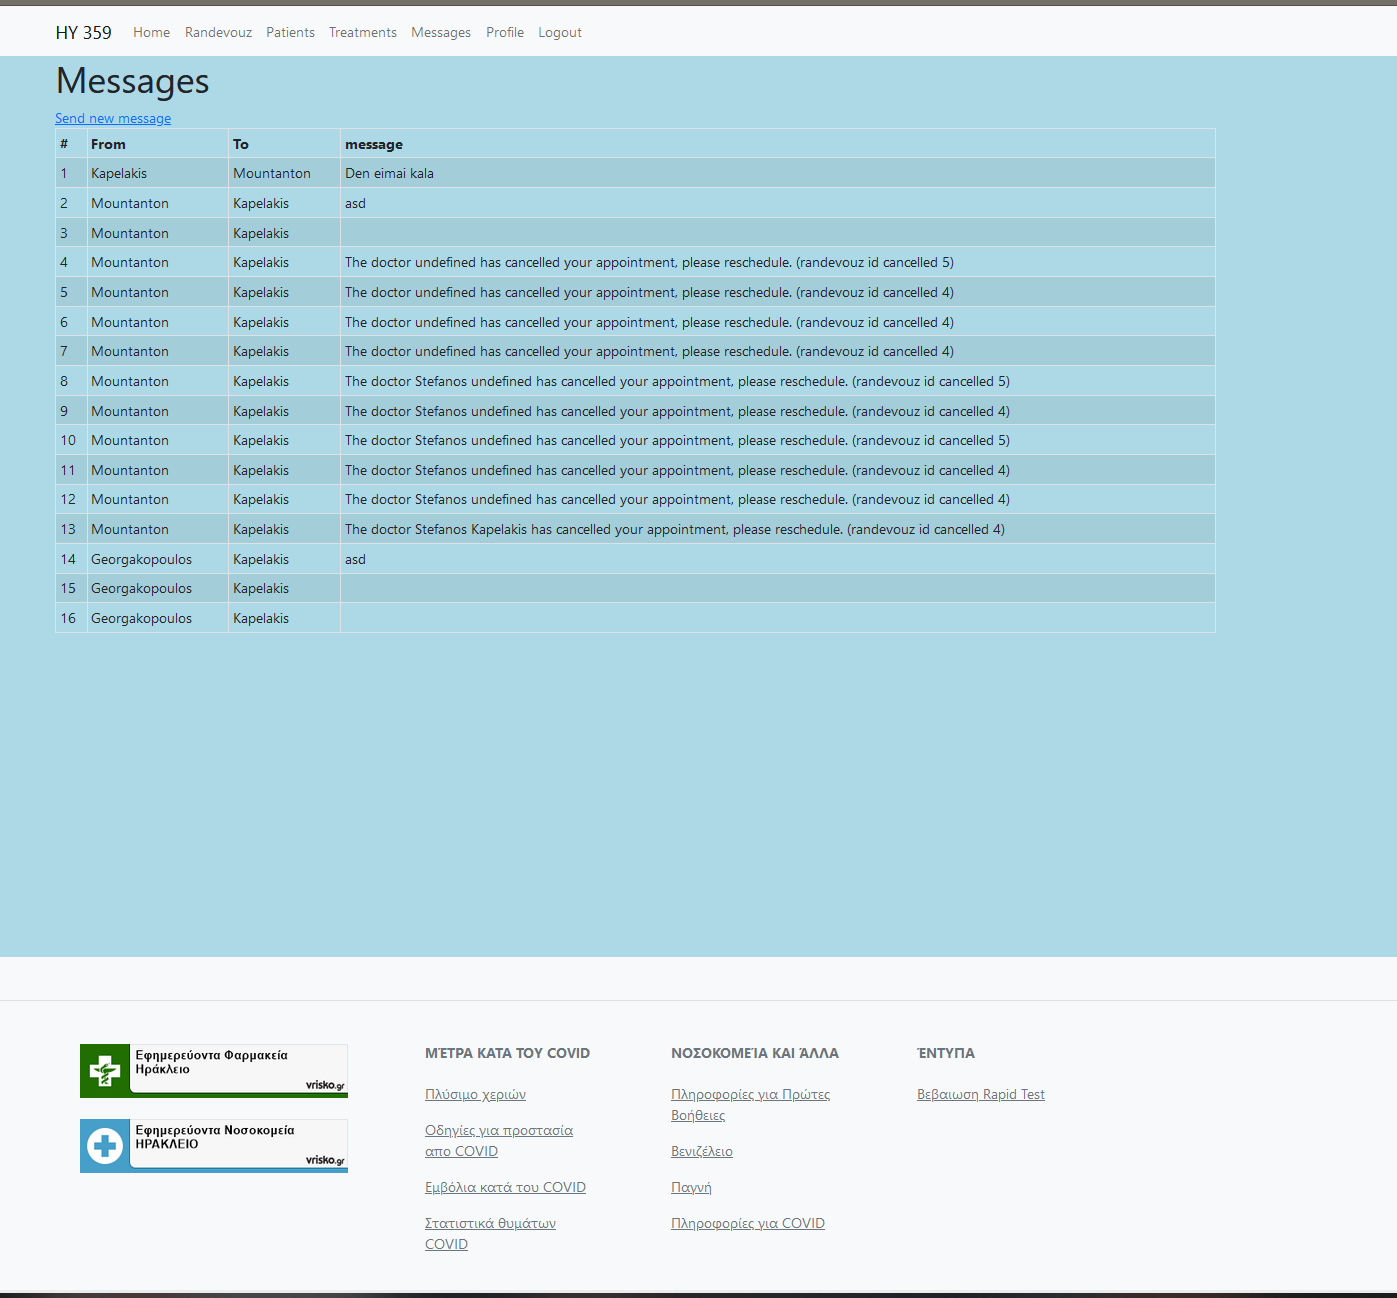 HY 359 Home Randevouz Patients Treatments Messages Profile Logout
Messages
Send new message
# From To message
1 Kapelakis Mountanton Den eimai kala
2 Mountanton Kapelakis asd
3 Mountanton Kapelakis
4 Mountanton Kapelakis The doctor undefined has cancelled your appointment, please reschedule. (randevouz id cancelled 5)
5 Mountanton Kapelakis The doctor undefined has cancelled your appointment, please reschedule. (randevouz id cancelled 4)
6 Mountanton Kapelakis The doctor undefined has cancelled your appointment, please reschedule. (randevouz id cancelled 4)
7 Mountanton Kapelakis The doctor undefined has cancelled your appointment, please reschedule. (randevouz id cancelled 4)
8 Mountanton Kapelakis The doctor Stefanos undefined has cancelled your appointment, please reschedule. (randevouz id cancelled 5)
9 Mountanton Kapelakis The doctor Stefanos undefined has cancelled your appointment, please reschedule. (randevouz id cancelled 4)
10 Mountanton Kapelakis The doctor Stefanos undefined has cancelled your appointment, please reschedule. (randevouz id cancelled 5)
11 Mountanton Kapelakis The doctor Stefanos undefined has cancelled your appointment, please reschedule. (randevouz id cancelled 4)
12 Mountanton Kapelakis The doctor Stefanos undefined has cancelled your appointment, please reschedule. (randevouz id cancelled 4)
13 Mountanton Kapelakis The doctor Stefanos Kapelakis has cancelled your appointment, please reschedule. (randevouz id cancelled 4)
14 Georgakopoulos Kapelakis asd
15 Georgakopoulos Kapelakis
16 Georgakopoulos Kapelakis
Εφημερεύοντα Φαρμακεία
Ηράκλειο
vrisko.gr
Εφημερεύοντα Νοσοκομεία
ΗΡΑΚΛΕΙΟ
vrisko.gr
ΜΈΤΡΑ ΚΑΤΑ ΤΟΥ COVID
Πλύσιμο χεριών
Οδηγίες για προστασία
απο COVID
Εμβόλια κατά του COVID
Στατιστικά θυμάτων
COVID
ΝΟΣΟΚΟΜΕΊΑ ΚΑΙ ΆΛΛΑ
Πληροφορίες για Πρώτες
Βοήθειες
Βενιζέλειο
Παγνή
Πληροφορίες για COVID
ΈΝΤΥΠΑ
Βεβαιωση Rapid Test